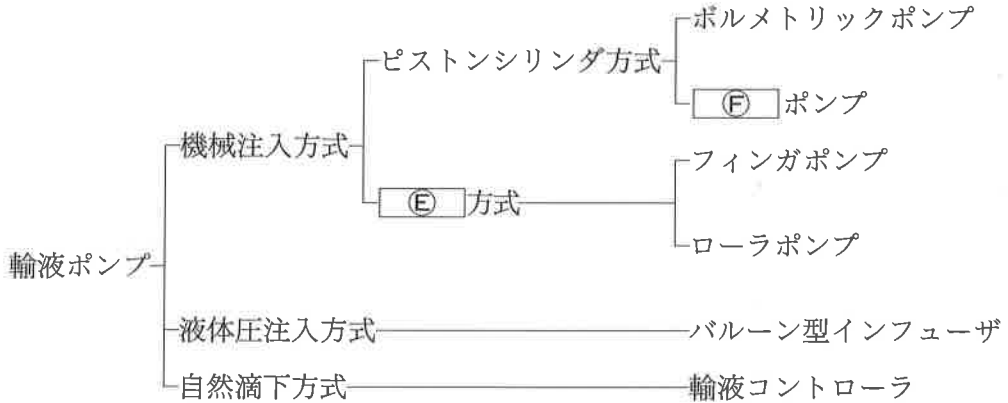 ボルメトリックポンプ
ピストンシリンダ方式
Ⓕポンプ
機械注入方式
フィンガポンプ
Ⓔ方式
ローラポンプ
輸液ポンプ
液体圧注入方式
バルーン型インフューザ
自然滴下方式
輸液コントローラ